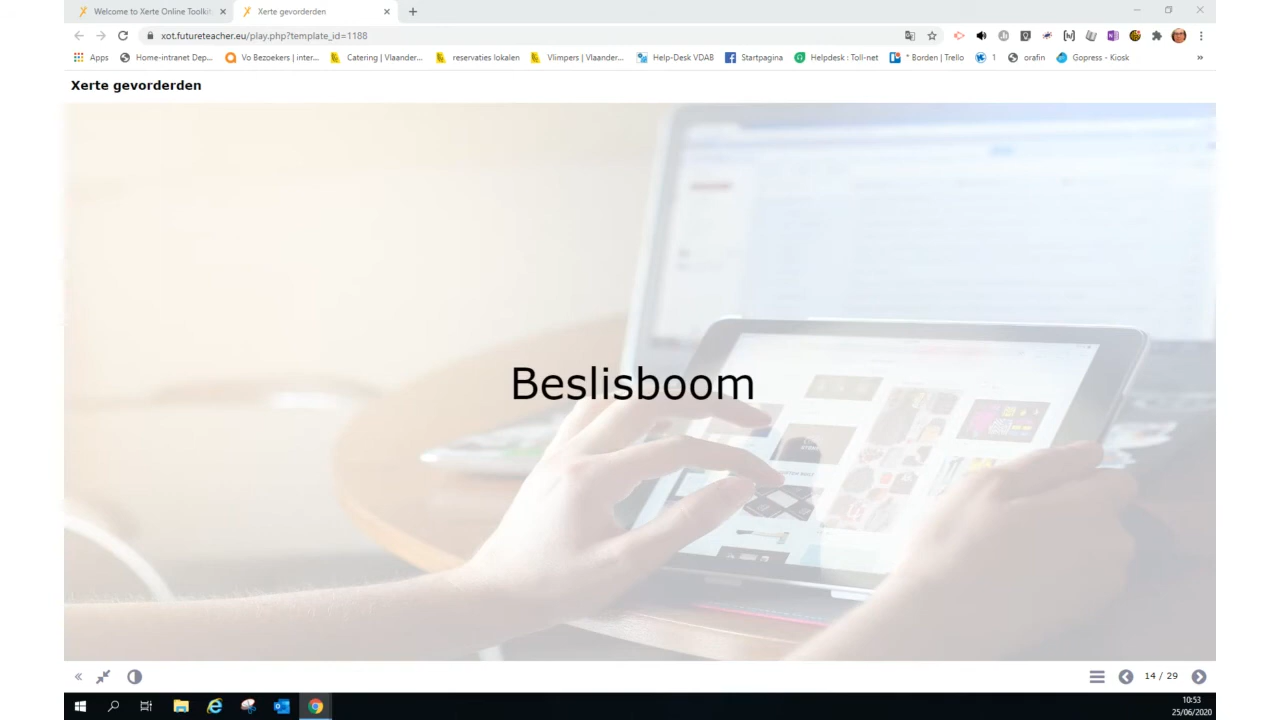 Welcome to Xerte Online Toolki
Xerte gevorderden
xot.futureteacher.eu/play.php?template_id=1188
Apps
Home-intranet Dep...
Vo Bezoekers | inter...
Catering | Vlaander...
reservaties lokalen
Vlimpers | Vlaander...
Help-Desk VDAB
Startpagina
Helpdesk : Toll-net
* Borden | Trello
1
orafin
Gopress - Kiosk
»
Xerte gevorderden
Beslisboom
14 / 29
10:53
25/06/2020